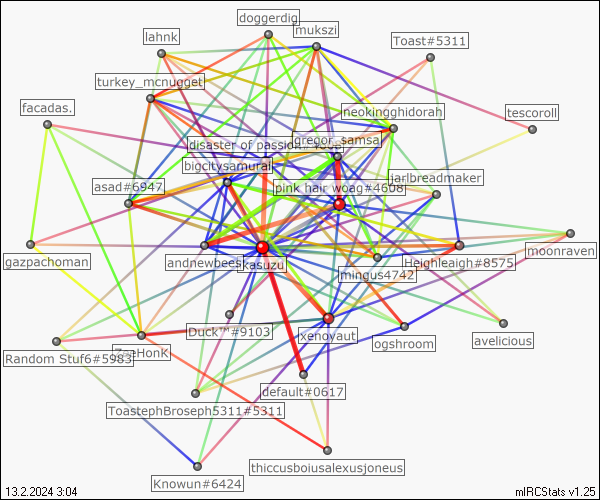 doggerdig
mukszi
lahnk
Toast#5311
turkey_mcnugget
facadas.
neokingghidorah
tescoroll
gregor_samsa
disaster of passion
bigcitysamurai
jarlbreadmaker
asad#6947
pink hair woag#4608
moonraven
gazpachoman
andnewbees
kasuzu
Heighleaigh#8575
mingus4742
Duck™#9103
xenoyaut
ogshroom
avelicious
Random Stuf6#5983
default#0617
ToastephBroseph5311#5311
thiccusboiusalexusjoneus
Knowun#6424
13.2.2024 3:04
mIRCStats v1.25